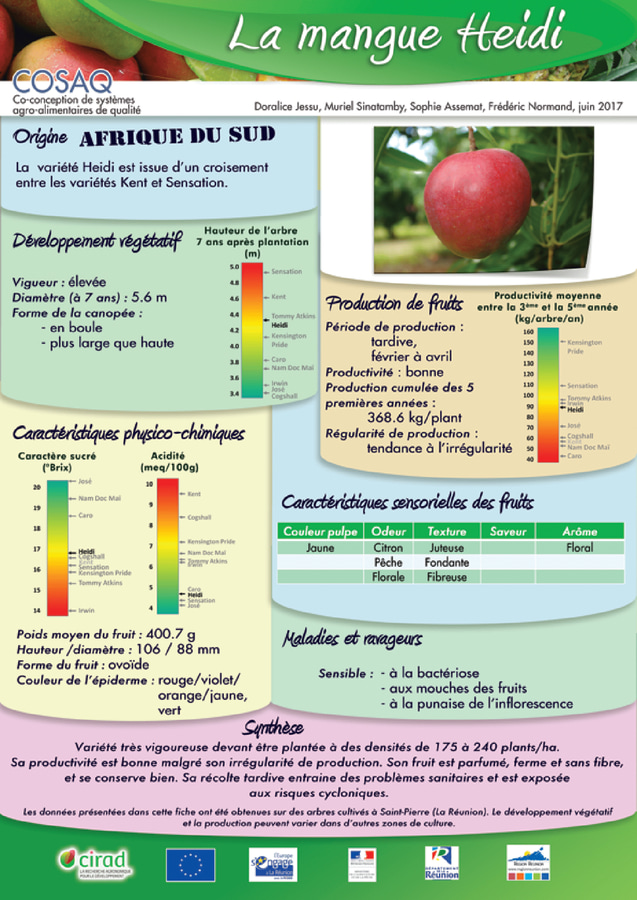 La mangue Heidi
COSAQ
Co-conception de systèmes
agro-alimentaires de qualité
Doralice Jessu, Muriel Sinatamby, Sophie Assemat, Frédéric Normand, juin 2017
Origine AFRIQUE DU SUD
La variété Heidi est issue d'un croisement
entre les variétés Kent et Sensation.
Développement végétatif
Vigueur : élevée
Diamètre (à 7 ans) : 5.6 m
Forme de la canopée :
- en boule
- plus large que haute
Hauteur de l'arbre
7 ans après plantation
(m)
5.0
4.8
4.6
4.4
4.2
4.0
3.8
3.6
3.4
Sensation
Kent
Tommy Atkins
Heidi
Kensington
Pride
Caro
Nam Doc Mai
Irwin
José
Cogshall
Production de fruits
Période de production :
tardive,
février à avril
Productivité : bonne
Production cumulée des 5
premières années :
368.6 kg/plant
Régularité de production :
tendance à l'irrégularité
Productivité moyenne
entre la 3ème et la 5ème année
(kg/arbre/an)
160
150
140
130
120
110
100
90
80
70
60
50
40
Kensington
Pride
Sensation
Tommy Atkins
Irwin
Heidi
José
Cogshall
Kent
Nam Doc Mai
Caro
Caractéristiques physico-chimiques
Caractère sucré
(°Brix)
20
19
18
17
16
15
14
José
Nam Doc Mai
Caro
Heidi
Cogshall
Kent
Sensation
Kensington Pride
Tommy Atkins
Irwin
Acidité
(meq/100g)
10
9
8
7
6
5
4
Kent
Cogshall
Kensington Pride
Nam Doc Mai
Irwin
Tommy Atkins
Caro
Heidi
Sensation
José
Poids moyen du fruit : 400.7 g
Hauteur /diamètre : 106 / 88 mm
Forme du fruit : ovoïde
Couleur de l'épiderme : rouge/violet/
orange/jaune,
vert
Caractéristiques sensorielles des fruits
Couleur pulpe Odeur Texture Saveur Arôme
Jaune Citron Juteuse Floral
Pêche Fondante
Florale Fibreuse
Maladies et ravageurs
Sensible : - à la bactériose
- aux mouches des fruits
- à la punaise de l'inflorescence
Synthèse
Variété très vigoureuse devant être plantée à des densités de 175 à 240 plants/ha.
Sa productivité est bonne malgré son irrégularité de production. Son fruit est parfumé, ferme et sans fibre,
et se conserve bien. Sa récolte tardive entraine des problèmes sanitaires et est exposée
aux risques cycloniques.
Les données présentées dans cette fiche ont été obtenues sur des arbres cultivés à Saint-Pierre (La Réunion). Le développement végétatif
et la production peuvent varier dans d'autres zones de culture.
cirad
LA RECHERCHE AGRONOMIQUE
POUR LE DÉVELOPPEMENT
l'Europe
s'engage
à la Réunion
DÉPARTEMENT
DE LA
Réunion
RÉGION RÉUNION
www.regionreunion.com